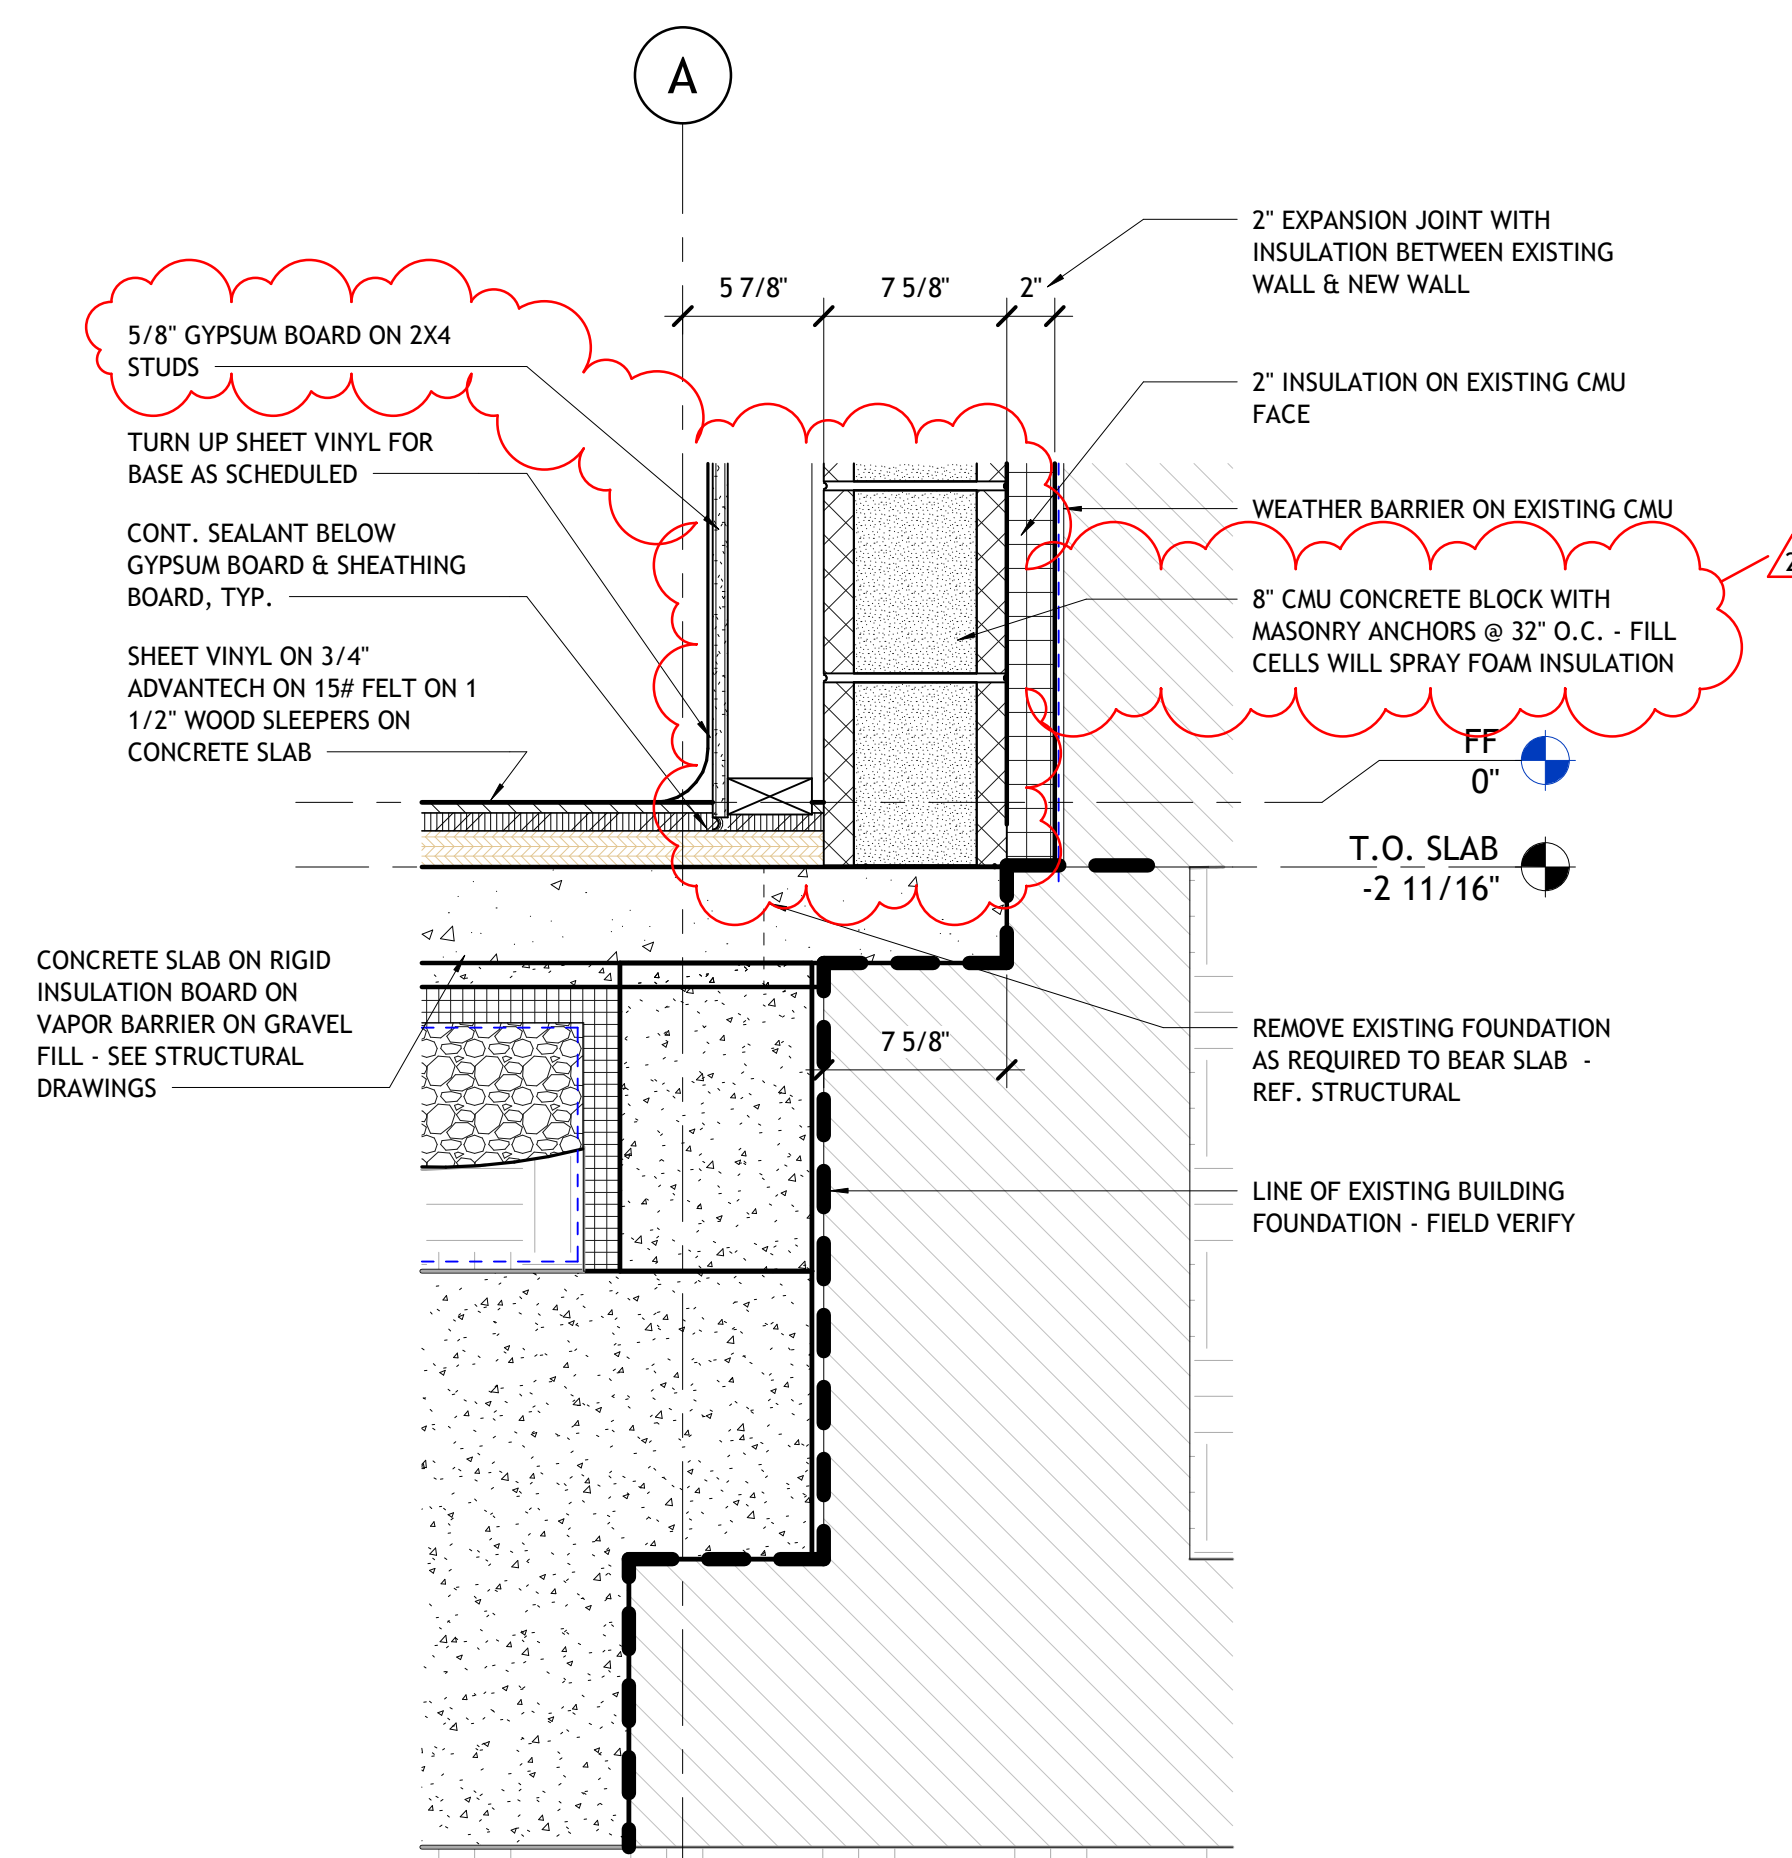 A
5 7/8"
7 5/8"
2"
2" EXPANSION JOINT WITH
INSULATION BETWEEN EXISTING
WALL & NEW WALL
5/8" GYPSUM BOARD ON 2X4
STUDS
2" INSULATION ON EXISTING CMU
FACE
TURN UP SHEET VINYL FOR
BASE AS SCHEDULED
WEATHER BARRIER ON EXISTING CMU
CONT. SEALANT BELOW
GYPSUM BOARD & SHEATHING
BOARD, TYP.
2
8" CMU CONCRETE BLOCK WITH
MASONRY ANCHORS @ 32" O.C. - FILL
CELLS WILL SPRAY FOAM INSULATION
SHEET VINYL ON 3/4"
ADVANTECH ON 15# FELT ON 1
1/2" WOOD SLEEPERS ON
CONCRETE SLAB
FF
0"
T.O. SLAB
-2 11/16"
CONCRETE SLAB ON RIGID
INSULATION BOARD ON
VAPOR BARRIER ON GRAVEL
FILL - SEE STRUCTURAL
DRAWINGS
7 5/8"
REMOVE EXISTING FOUNDATION
AS REQUIRED TO BEAR SLAB -
REF. STRUCTURAL
LINE OF EXISTING BUILDING
FOUNDATION - FIELD VERIFY